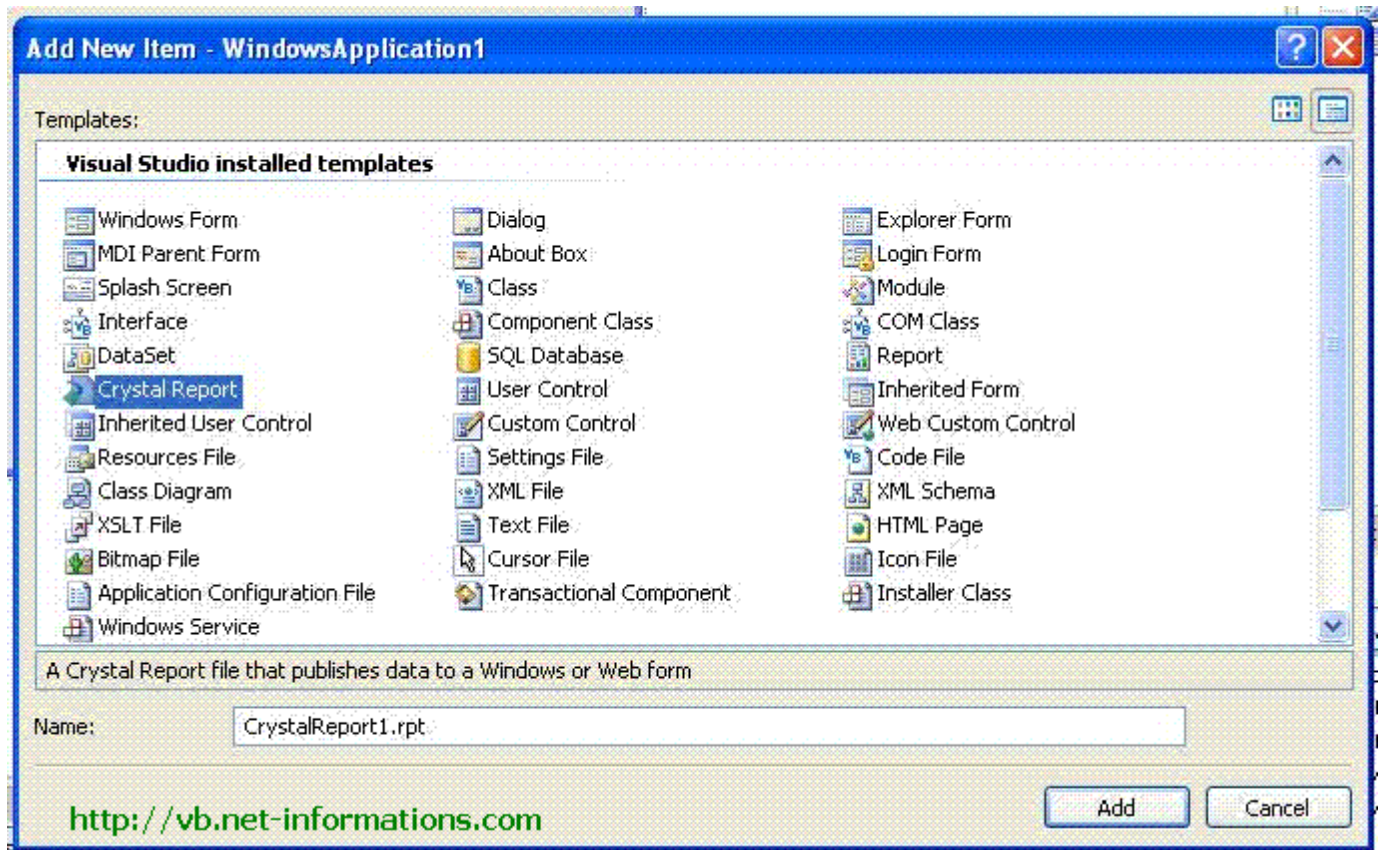 Add New Item - WindowsApplication1
Templates:
Visual Studio installed templates
Windows Form Dialog Explorer Form
MDI Parent Form About Box Login Form
Splash Screen Class Module
Interface Component Class COM Class
DataSet SQL Database Report
Crystal Report User Control Inherited Form
Inherited User Control Custom Control Web Custom Control
Resources File Settings File Code File
Class Diagram XML File XML Schema
XSLT File Text File HTML Page
Bitmap File Cursor File Icon File
Application Configuration File Transactional Component Installer Class
Windows Service
A Crystal Report file that publishes data to a Windows or Web form
Name: CrystalReport1.rpt
http://vb.net-informations.com Add Cancel